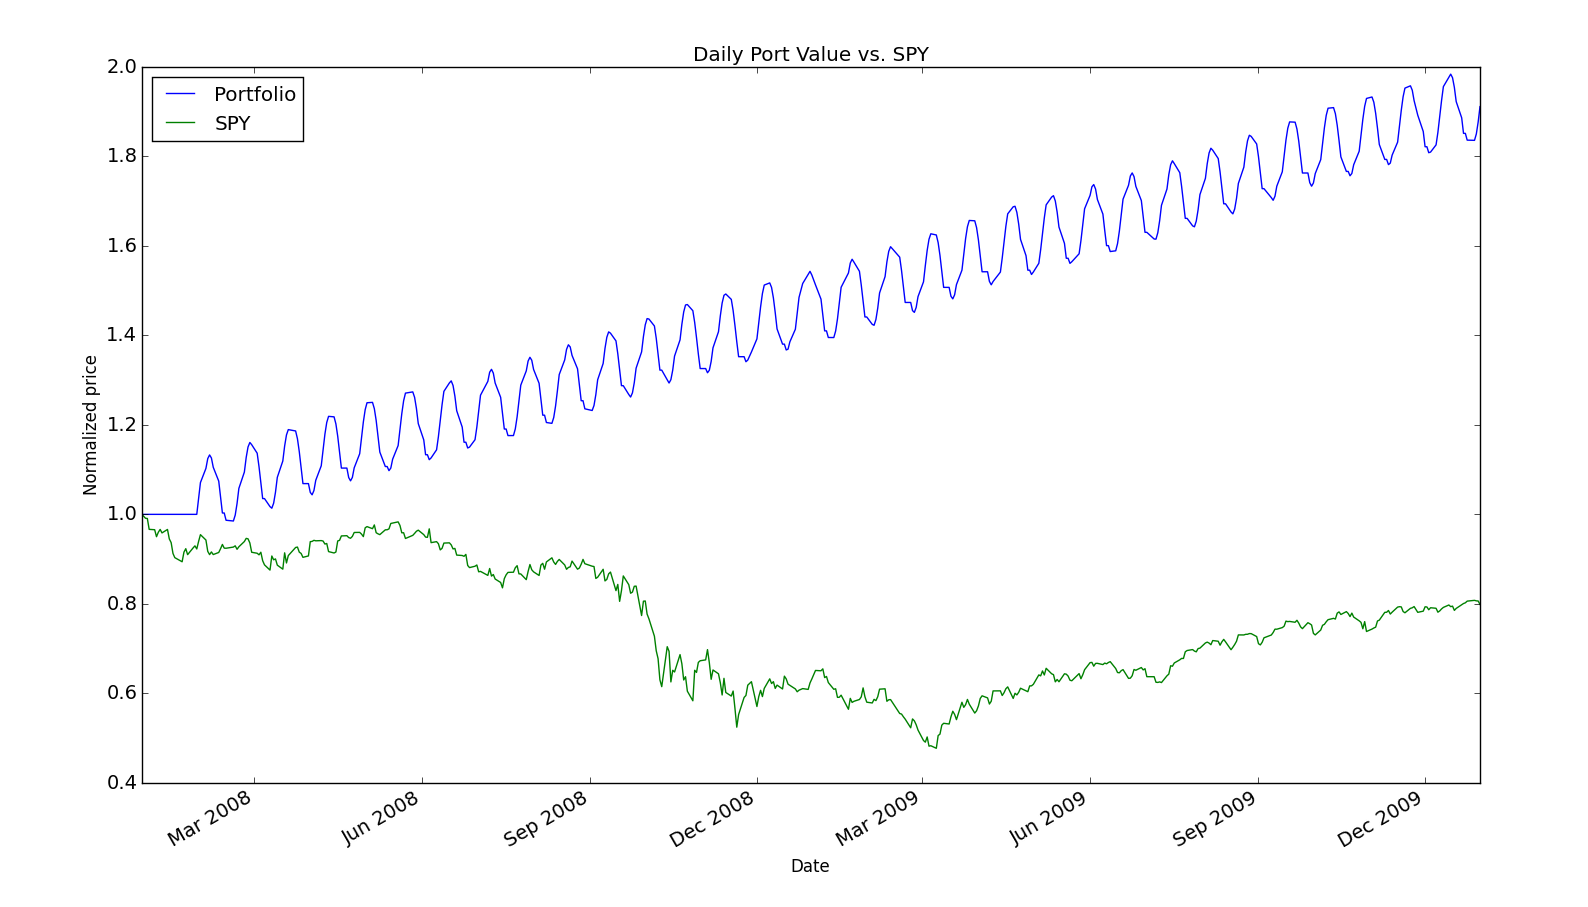 Daily Port Value vs. SPY
Portfolio
SPY
2.0
1.8
1.6
1.4
1.2
1.0
0.8
0.6
0.4
Normalized price
Mar 2008
Jun 2008
Sep 2008
Dec 2008
Mar 2009
Jun 2009
Sep 2009
Dec 2009
Date